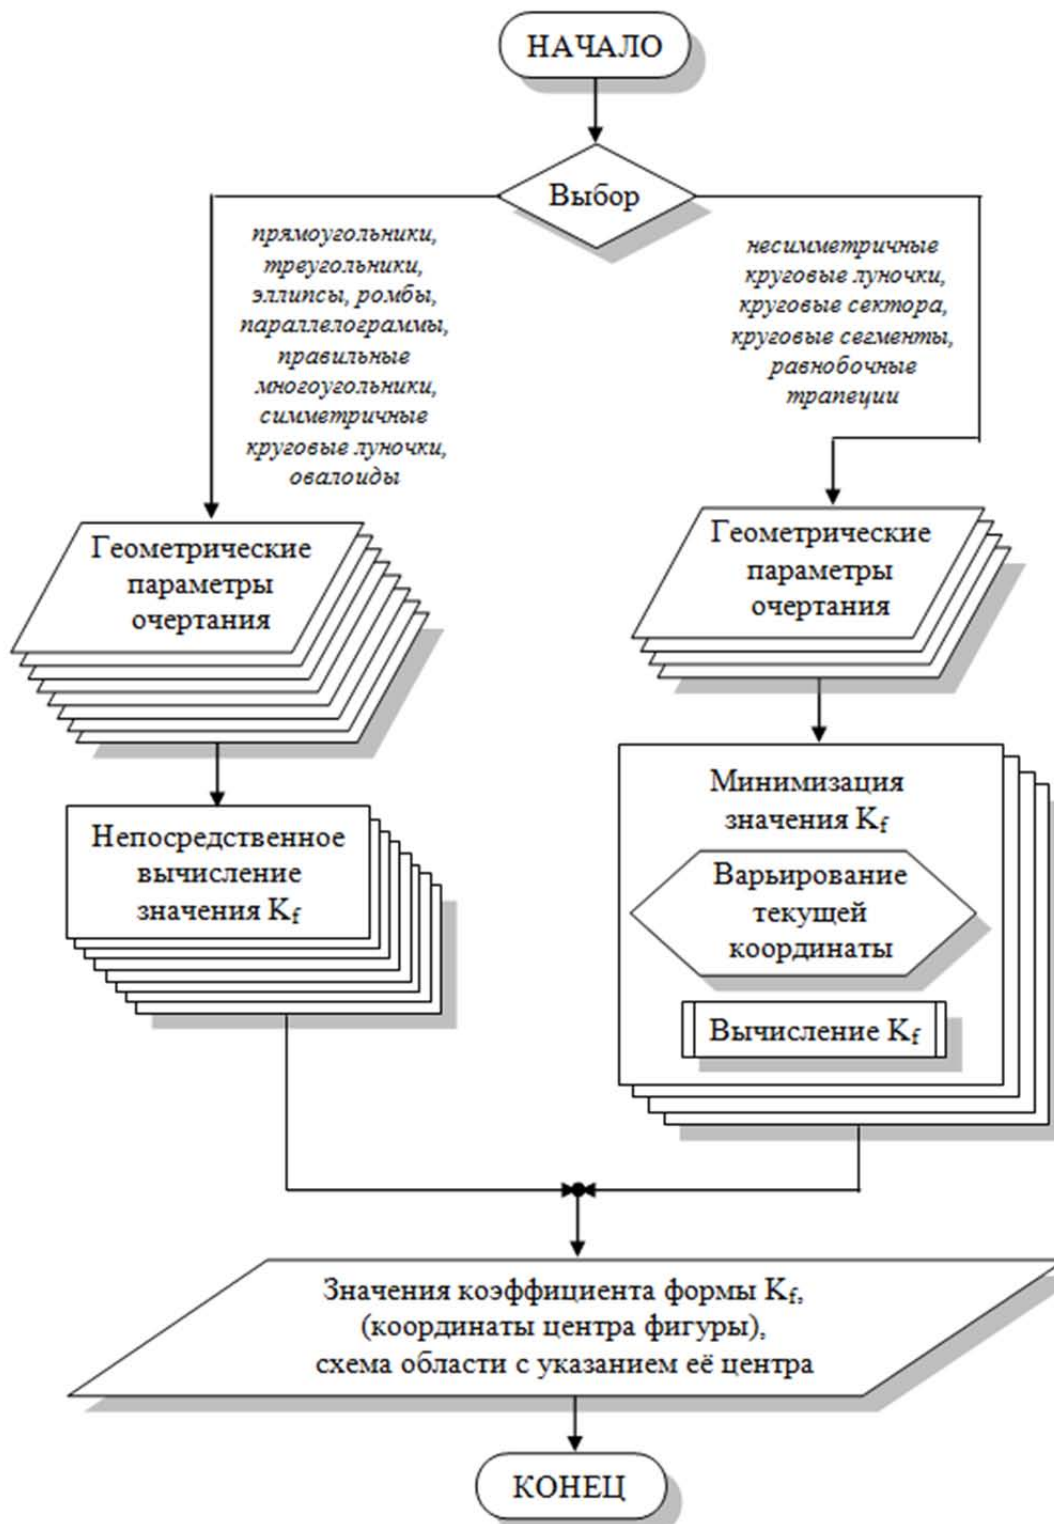 НАЧАЛО
Выбор
прямоугольники,
треугольники,
эллипсы, ромбы,
параллелограммы,
правильные
многоугольники,
симметричные
круговые луночки,
овалоиды
несимметричные
круговые луночки,
круговые сектора,
круговые сегменты,
равнобочные
трапеции
Геометрические
параметры
очертания
Геометрические
параметры
очертания
Непосредственное
вычисление
значения Kf
Минимизация
значения Kf
Варьирование
текущей
координаты
Вычисление Kf
Значения коэффициента формы Kf,
(координаты центра фигуры),
схема области с указанием её центра
КОНЕЦ